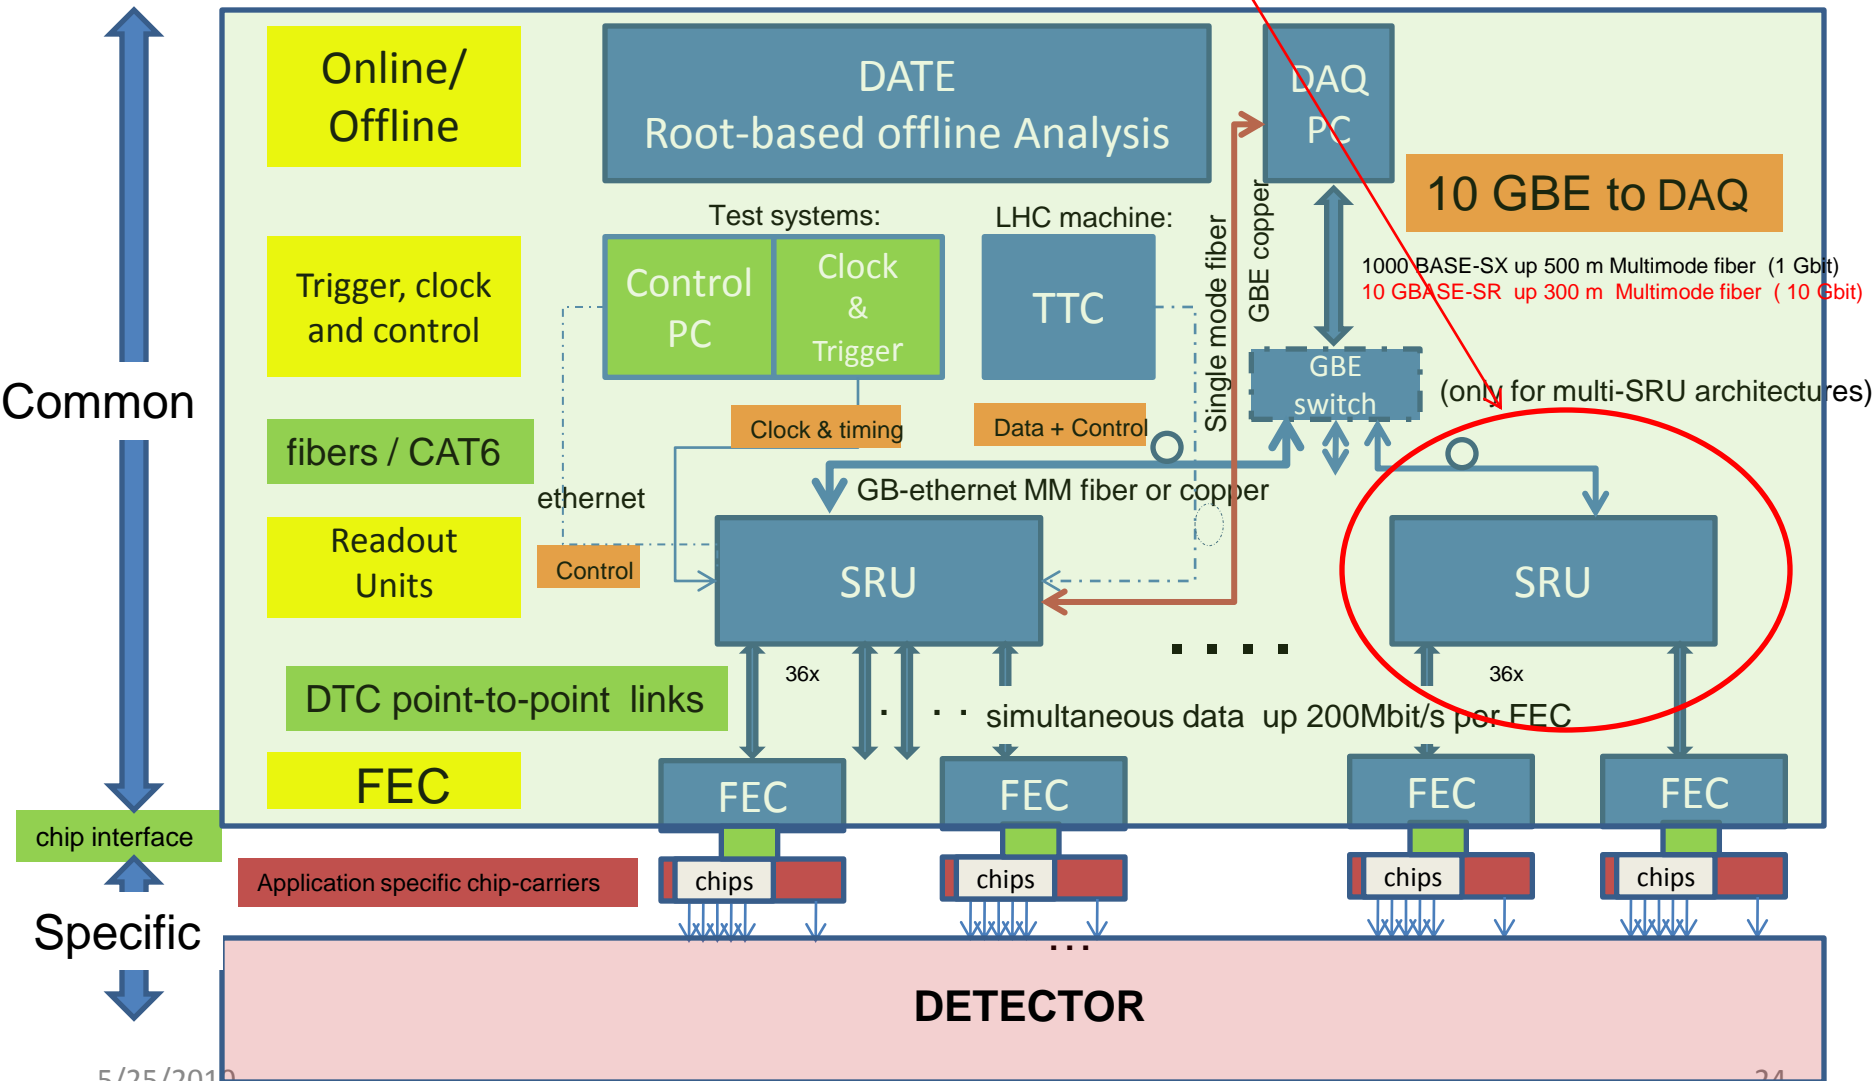 Online/
Offline
DATE
Root-based offline Analysis
DAQ
PC
10 GBE to DAQ
Test systems:
LHC machine:
Single mode fiber
GBE copper
1000 BASE-SX up 500 m Multimode fiber (1 Gbit)
10 GBASE-SR up 300 m Multimode fiber ( 10 Gbit)
Trigger, clock
and control
Control
PC
Clock
&
Trigger
TTC
GBE
switch
(only for multi-SRU architectures)
Common
fibers / CAT6
Clock & timing
Data + Control
ethernet
GB-ethernet MM fiber or copper
Readout
Units
Control
SRU
SRU
. . . .
36x
36x
DTC point-to-point links
. . . simultaneous data up 200Mbit/s per FEC
FEC
FEC
FEC
FEC
FEC
chip interface
Application specific chip-carriers
chips
chips
chips
chips
Specific
...
DETECTOR
24